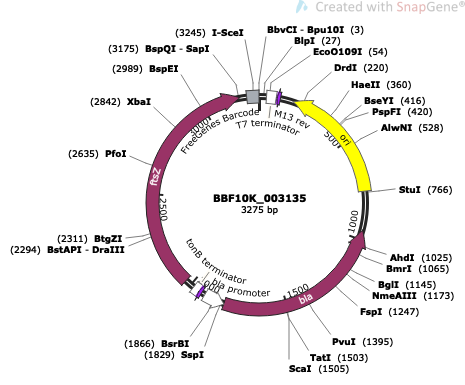 Created with SnapGene®
(3245) I-SceI
BbvCI - Bpu10I (3)
(3175) BspQI - SapI
BlpI (27)
(2989) BspEI
EcoO109I (54)
(2842) XbaI
DrdI (220)
HaeII (360)
BseYI (416)
PspFI (420)
AlwNI (528)
(2635) PfoI
StuI (766)
(2311) BtgZI
(2294) BstAPI - DraIII
AhdI (1025)
BmrI (1065)
BglI (1145)
NmeAIII (1173)
FspI (1247)
PvuI (1395)
TatI (1503)
ScaI (1505)
(1866) BsrBI
(1829) SspI
FreeGenes Barcode
T7 terminator
M13 rev
ori
ftsZ
tonB terminator
bla promoter
bla
500
1000
1500
2500
3000
BBF10K_003135
3275 bp